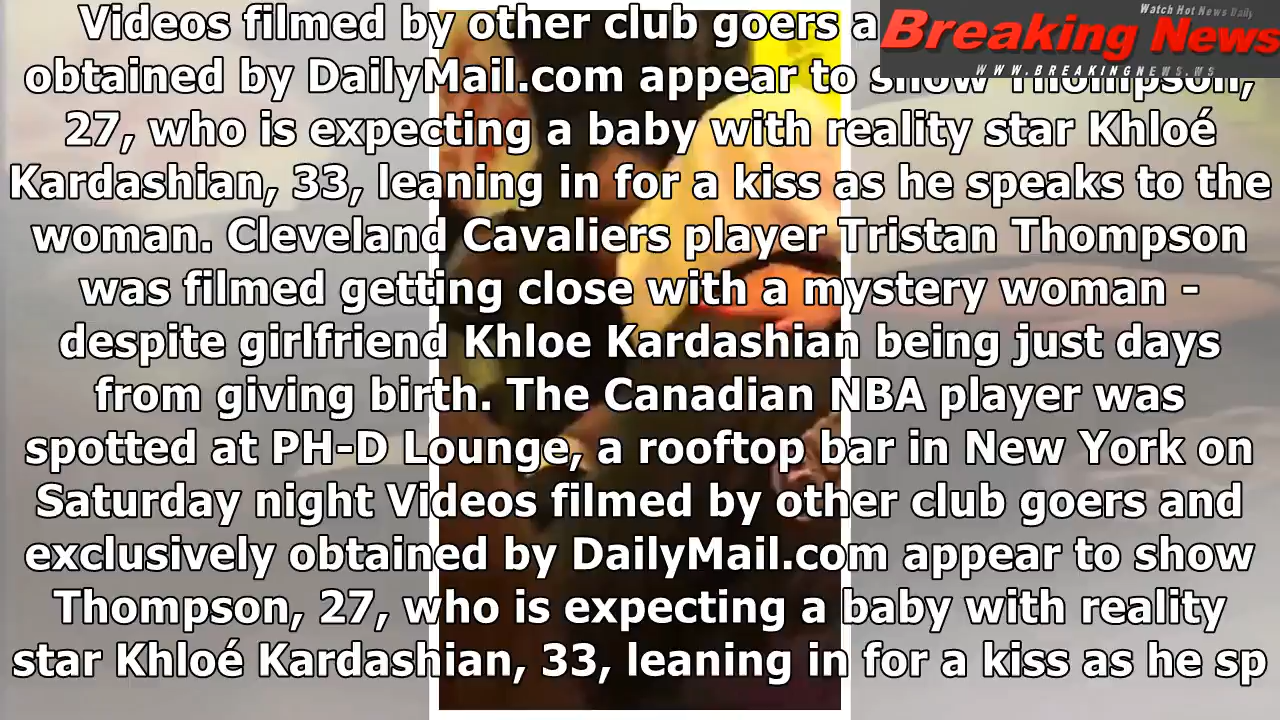 Videos filmed by other club goers a
Watch Hot News Daily
Breaking News
WWW.BREAKINGNEWS.WS
obtained by DailyMail.com appear to show Thompson,
27, who is expecting a baby with reality star Khloé
Kardashian, 33, leaning in for a kiss as he speaks to the
woman. Cleveland Cavaliers player Tristan Thompson
was filmed getting close with a mystery woman -
despite girlfriend Khloe Kardashian being just days
from giving birth. The Canadian NBA player was
spotted at PH-D Lounge, a rooftop bar in New York on
Saturday night Videos filmed by other club goers and
exclusively obtained by DailyMail.com appear to show
Thompson, 27, who is expecting a baby with reality
star Khloé Kardashian, 33, leaning in for a kiss as he sp